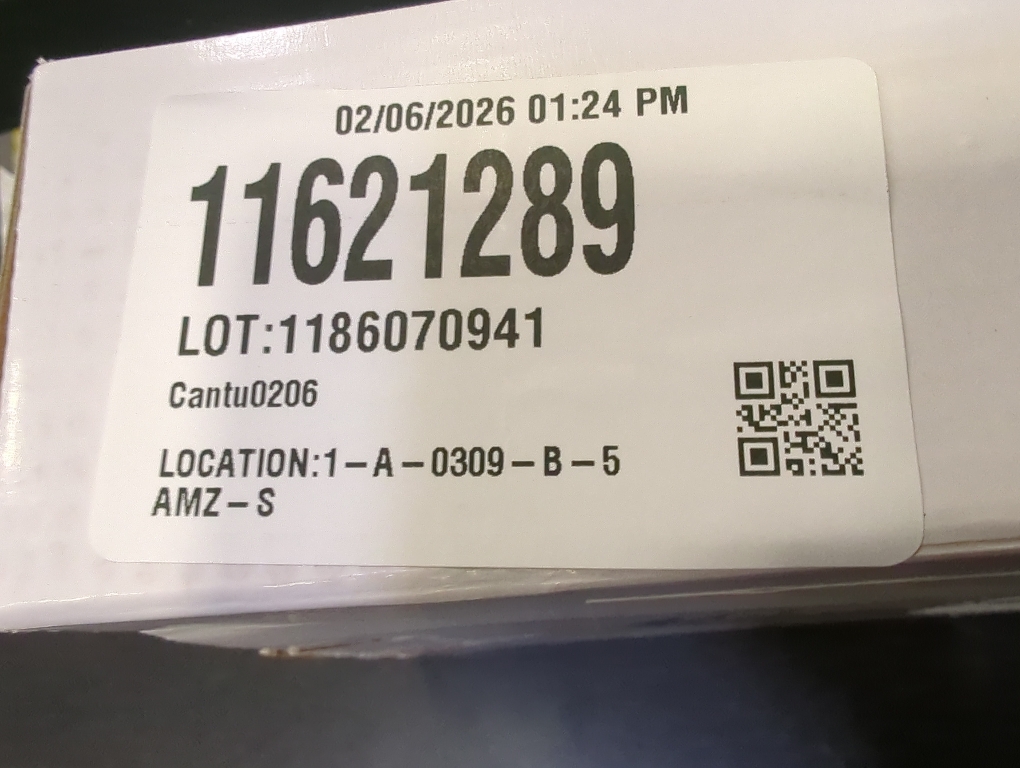 02/06/2026 01:24 PM
11621289
LOT:1186070941
Cantu0206
LOCATION:1-A-0309-B-5
AMZ-S